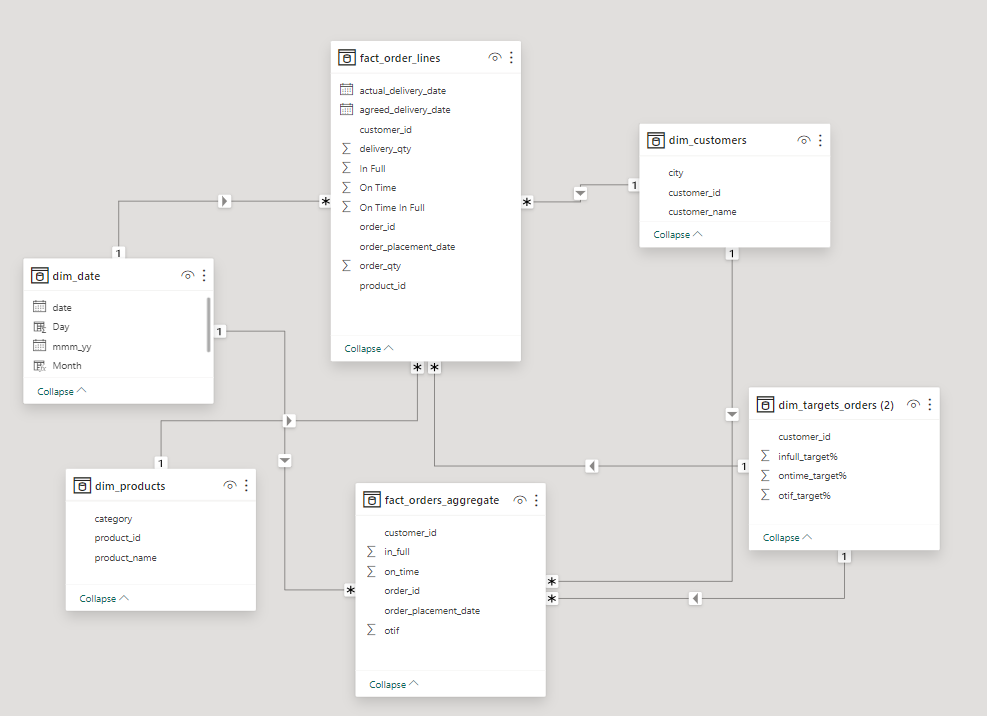 fact_order_lines
actual_delivery_date
agreed_delivery_date
customer_id
delivery_qty
In Full
On Time
On Time In Full
order_id
order_placement_date
order_qty
product_id
Collapse
dim_customers
city
customer_id
customer_name
Collapse
dim_date
date
Day
mmm_yy
Month
Collapse
dim_targets_orders (2)
customer_id
infull_target%
ontime_target%
otif_target%
Collapse
dim_products
category
product_id
product_name
Collapse
fact_orders_aggregate
customer_id
in_full
on_time
order_id
order_placement_date
otif
Collapse
1
*
*
1
1
1
*
*
1
1
*
*
*
1